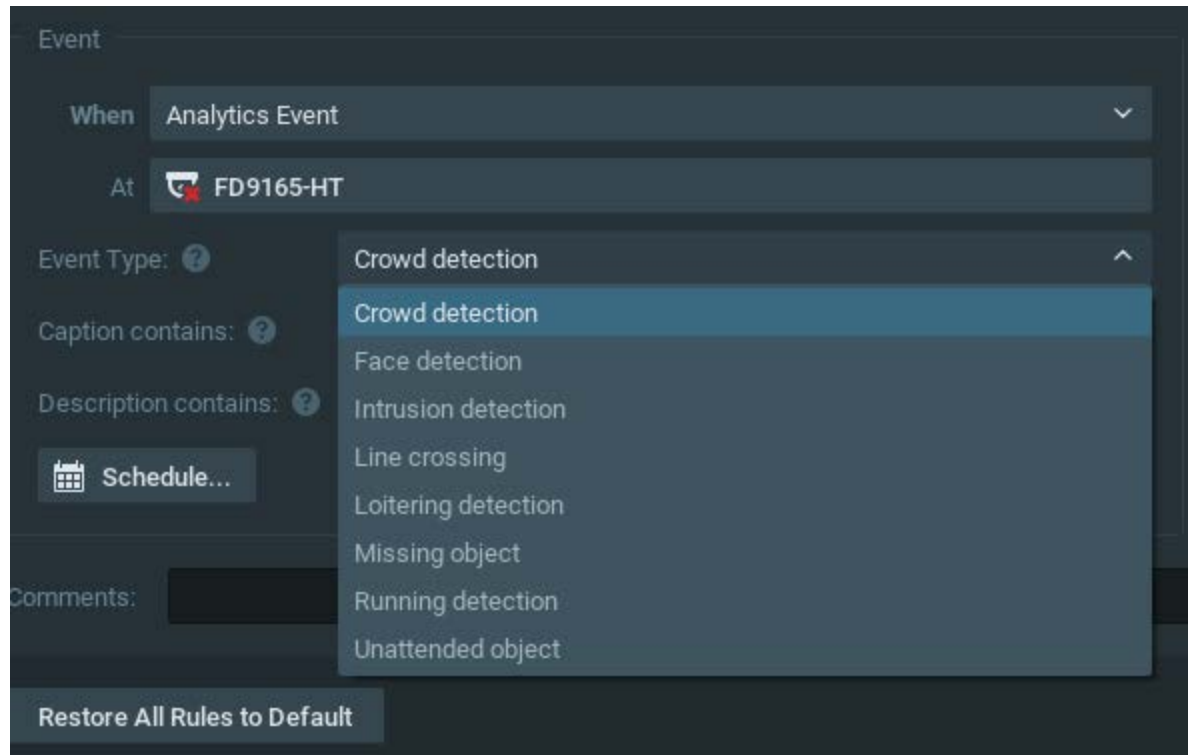 Event
When Analytics Event
At FD9165-HT
Event Type: ? Crowd detection
Crowd detection
Caption contains: ?
Face detection
Description contains: ?
Intrusion detection
Line crossing
Schedule...
Loitering detection
Missing object
Comments:
Running detection
Unattended object
Restore All Rules to Default